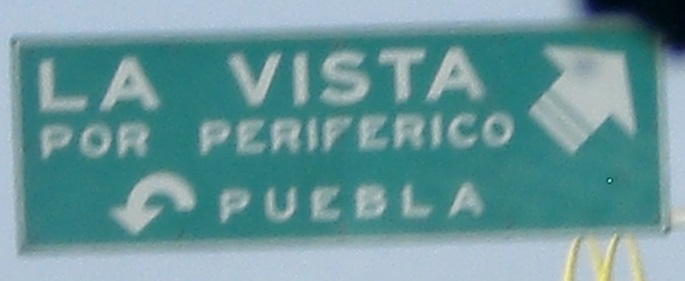 LA VISTA
POR PERIFERICO
PUEBLA